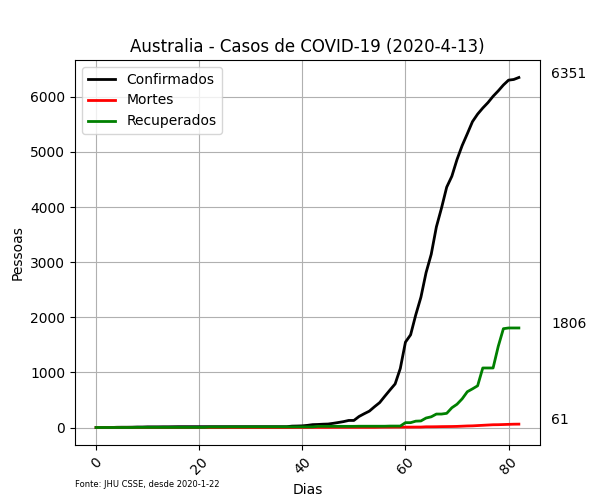 Australia - Casos de COVID-19 (2020-4-13)
Confirmados
Mortes
Recuperados
6351
1806
61
6000
5000
4000
3000
2000
1000
0
Pessoas
0
20
40
60
80
Dias
Fonte: JHU CSSE, desde 2020-1-22